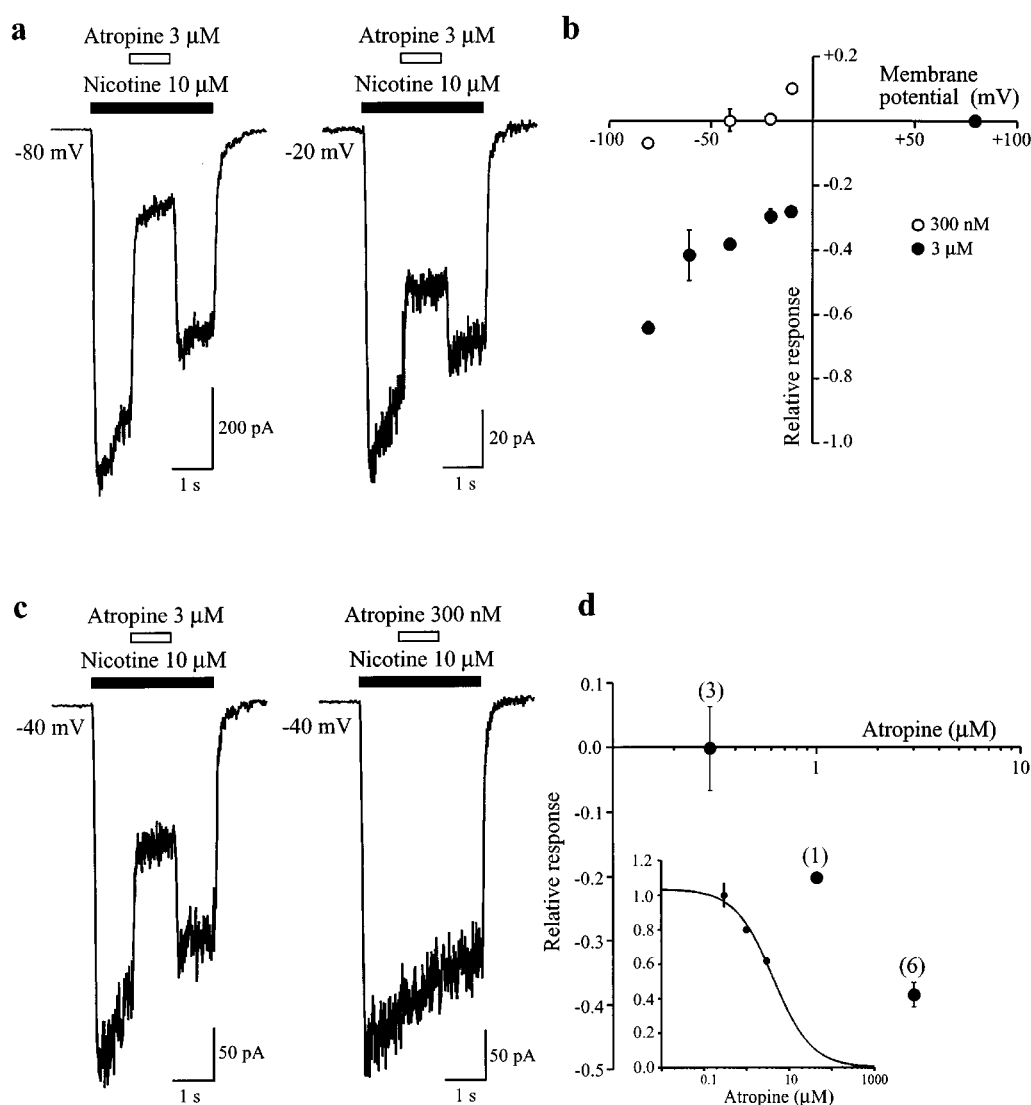 a
Atropine 3 µM
Nicotine 10 µM
-80 mV
200 pA
1 s
Atropine 3 µM
Nicotine 10 µM
-20 mV
20 pA
1 s
b
+0.2
Membrane
potential (mV)
-100
-50
+50
+100
-0.2
-0.4
-0.6
-0.8
-1.0
Relative response
300 nM
3 µM
c
Atropine 3 µM
Nicotine 10 µM
-40 mV
50 pA
1 s
Atropine 300 nM
Nicotine 10 µM
-40 mV
50 pA
1 s
d
0.1
0.0
-0.1
-0.2
-0.3
-0.4
-0.5
Relative response
(3)
Atropine (µM)
1
10
(1)
(6)
1.2
1.0
0.8
0.6
0.4
0.2
0.0
0.1
10
1000
Atropine (µM)